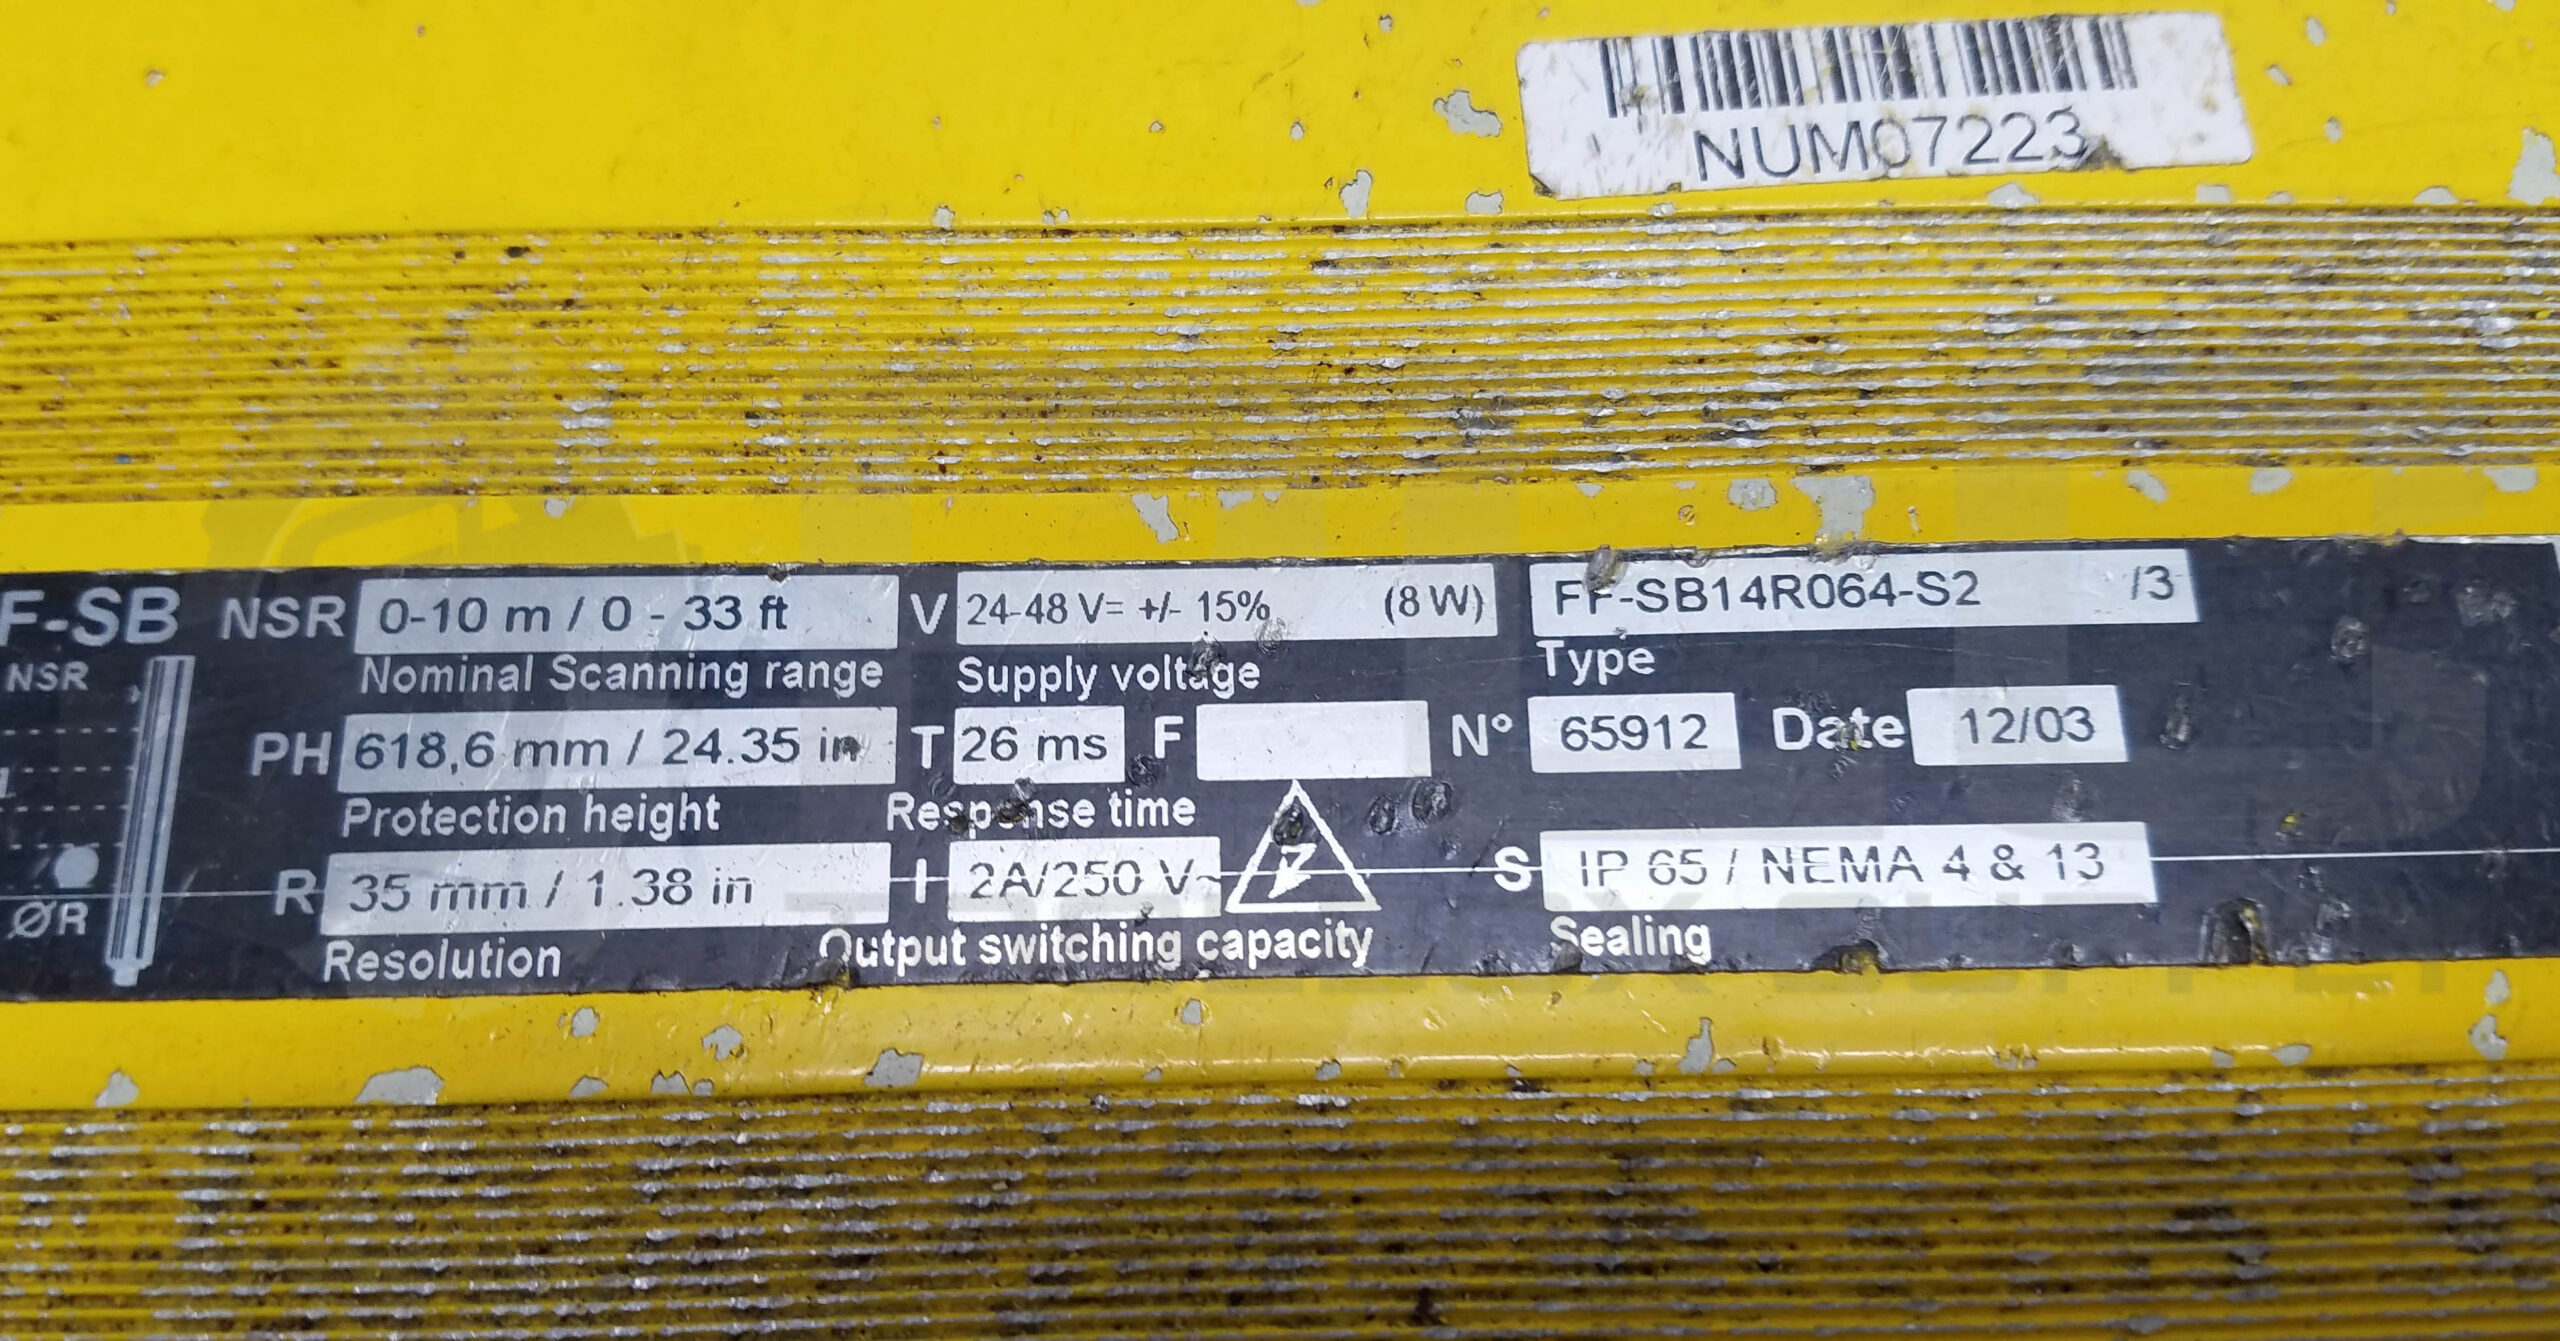 NUM07223
F-SB NSR 0-10 m / 0 - 33 ft V 24-48 V= +/- 15% (8 W) FF-SB14R064-S2 /3
NSR Nominal Scanning range Supply voltage Type
PH 618,6 mm / 24.35 in T 26 ms F N° 65912 Date 12/03
Protection height Response time
R 35 mm / 1.38 in I 2A/250 V~ S IP 65 / NEMA 4 & 13
ØR Resolution Output switching capacity Sealing